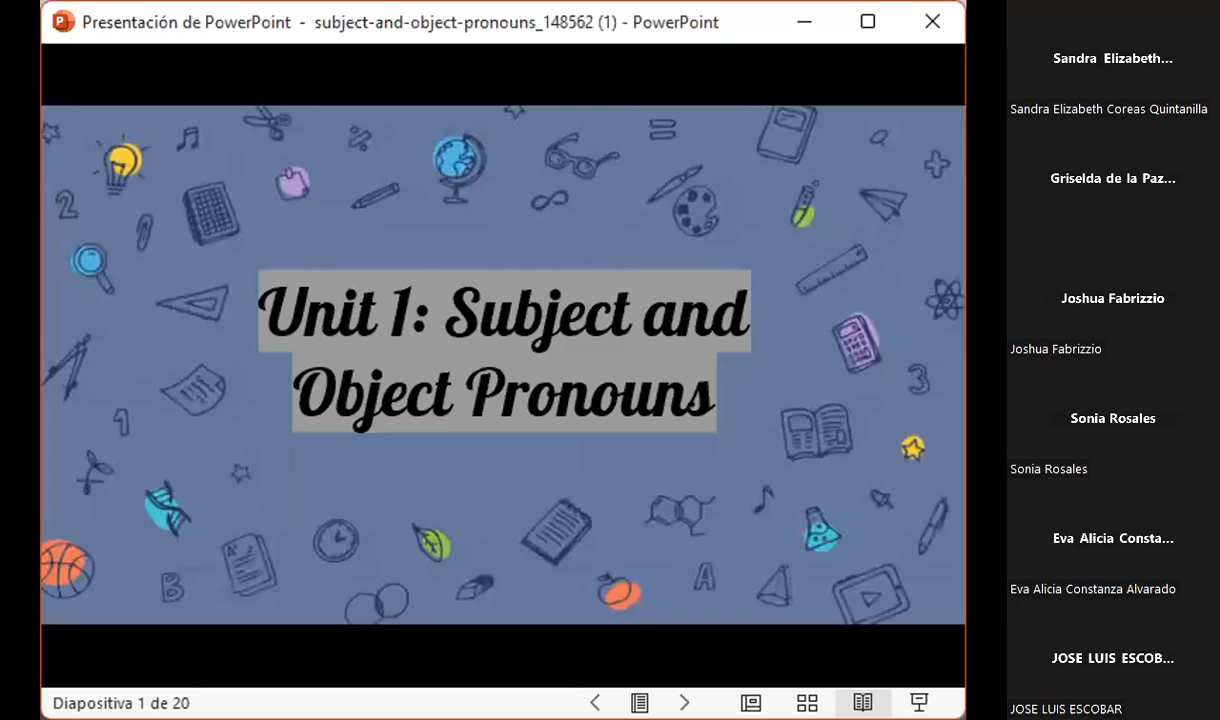 Presentación de PowerPoint - subject-and-object-pronouns_148562 (1) - PowerPoint
Unit 1: Subject and
Object Pronouns
2
1
3
B
A
A+
Diapositiva 1 de 20
Sandra Elizabeth...
Sandra Elizabeth Coreas Quintanilla
Griselda de la Paz...
Joshua Fabrizzio
Joshua Fabrizzio
Sonia Rosales
Sonia Rosales
Eva Alicia Consta...
Eva Alicia Constanza Alvarado
JOSE LUIS ESCOB...
JOSE LUIS ESCOBAR